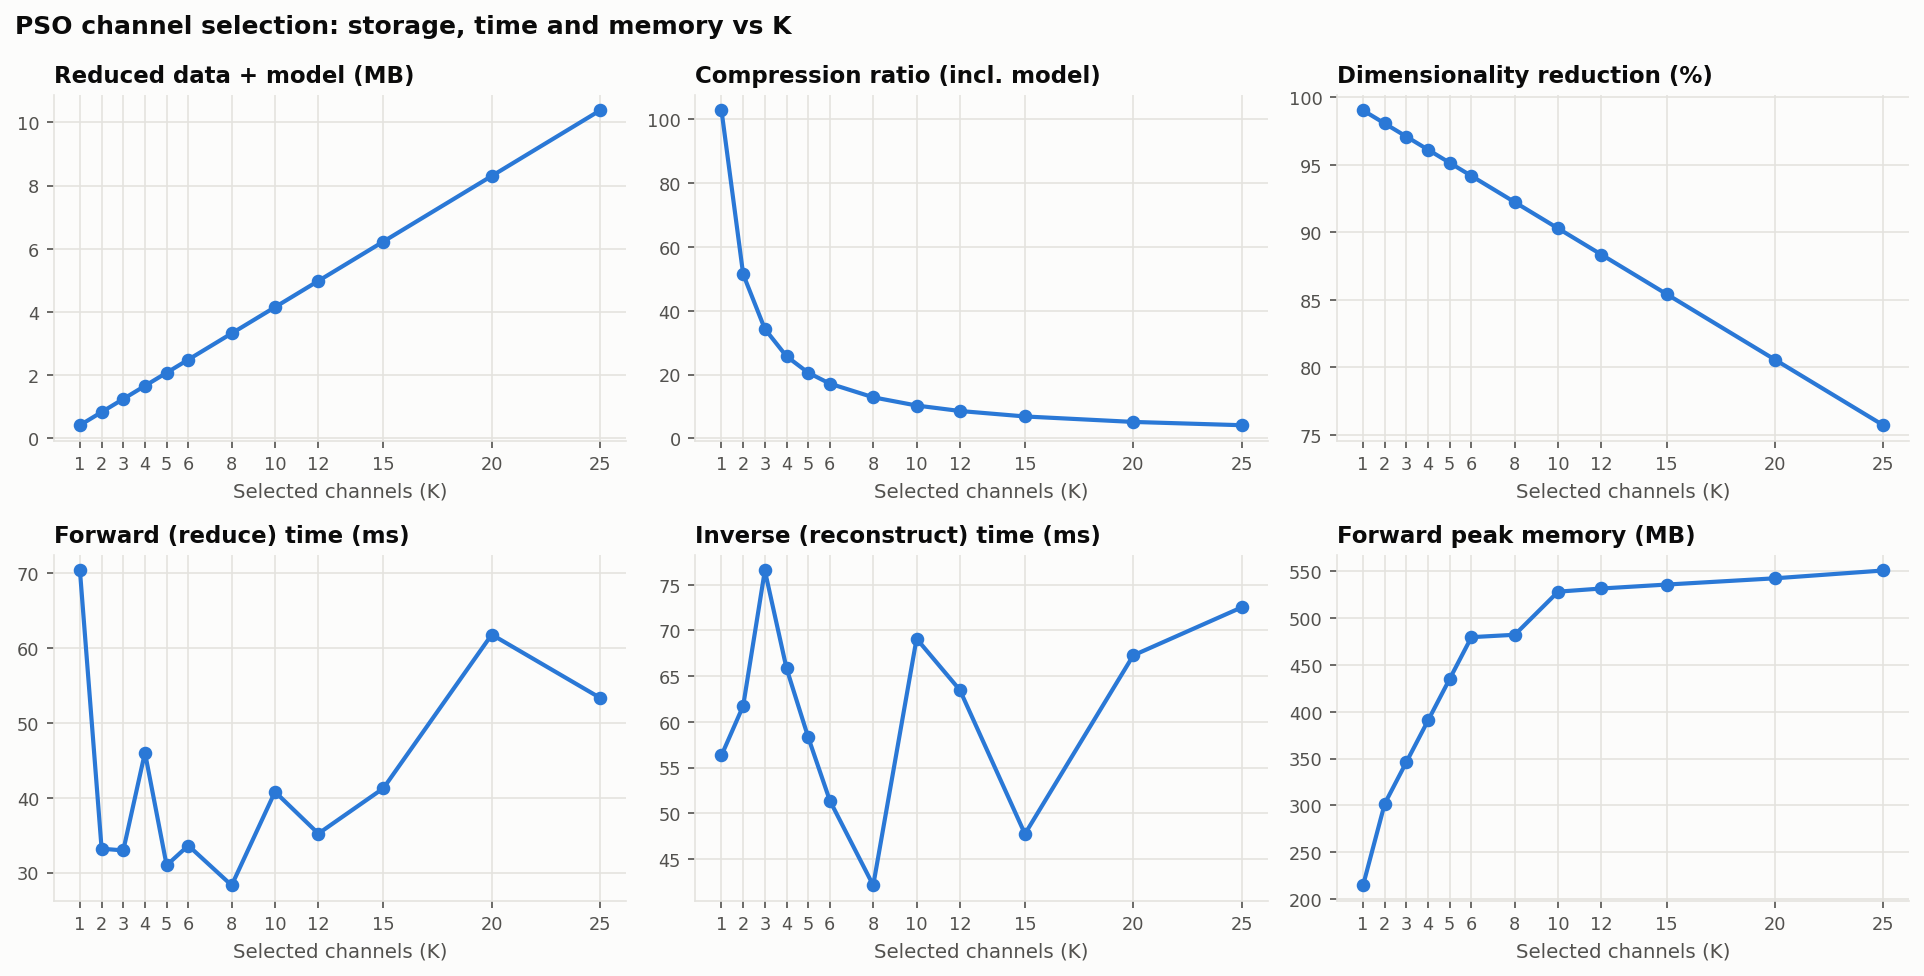 PSO channel selection: storage, time and memory vs K
Reduced data + model (MB)
10
8
6
4
2
0
1 2 3 4 5 6 8 10 12 15 20 25
Selected channels (K)
Compression ratio (incl. model)
100
80
60
40
20
0
1 2 3 4 5 6 8 10 12 15 20 25
Selected channels (K)
Dimensionality reduction (%)
100
95
90
85
80
75
1 2 3 4 5 6 8 10 12 15 20 25
Selected channels (K)
Forward (reduce) time (ms)
70
60
50
40
30
1 2 3 4 5 6 8 10 12 15 20 25
Selected channels (K)
Inverse (reconstruct) time (ms)
75
70
65
60
55
50
45
1 2 3 4 5 6 8 10 12 15 20 25
Selected channels (K)
Forward peak memory (MB)
550
500
450
400
350
300
250
200
1 2 3 4 5 6 8 10 12 15 20 25
Selected channels (K)